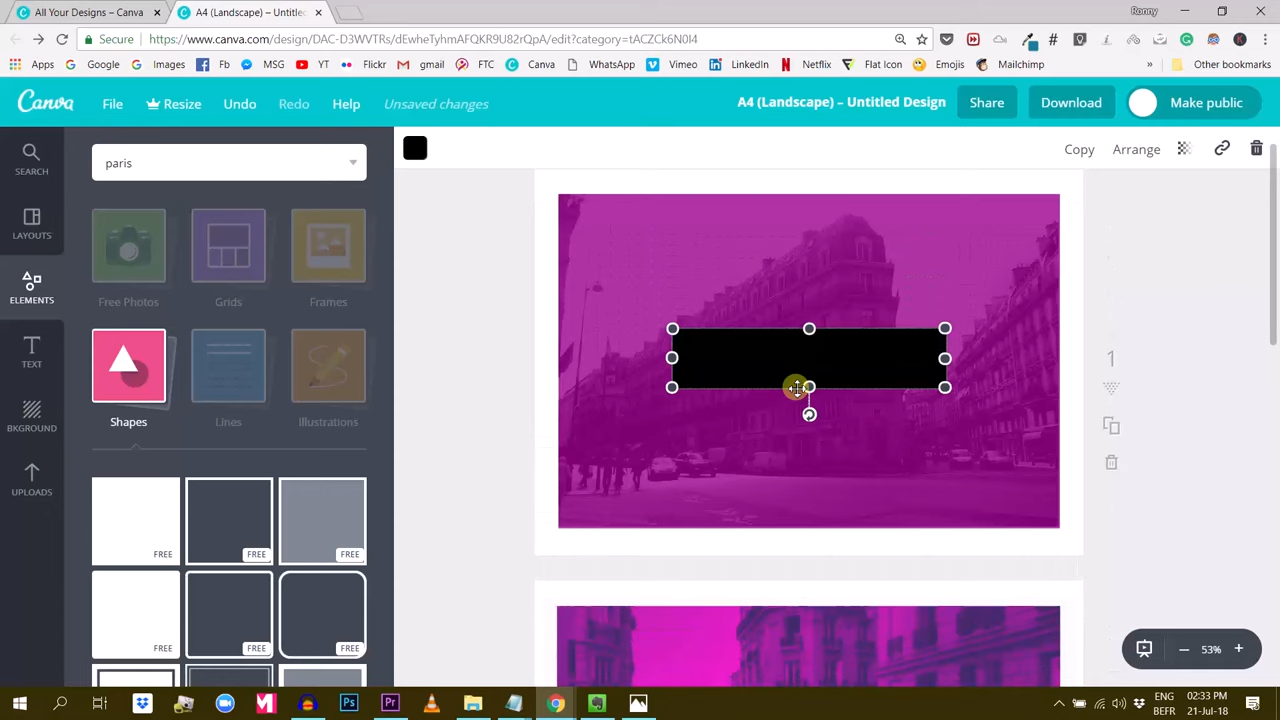 All Your Designs – Canva
A4 (Landscape) – Untitled
Ronny
Secure
https://www.canva.com/design/DAC-D3WVTRs/dEwheTyhmAFQKR9U82rQpA/edit?category=tACZCk6N0I4
Apps
Google
Images
Fb
MSG
YT
Flickr
gmail
FTC
Canva
WhatsApp
Vimeo
LinkedIn
Netflix
Flat Icon
Emojis
Mailchimp
»
Other bookmarks
Canva
File
Resize
Undo
Redo
Help
Unsaved changes
A4 (Landscape) – Untitled Design
Share
Download
Make public
SEARCH
LAYOUTS
ELEMENTS
TEXT
BKGROUND
UPLOADS
paris
Free Photos
Grids
Frames
Shapes
Lines
Illustrations
FREE
FREE
FREE
FREE
FREE
FREE
Copy
Arrange
1
53%
Ps
Pr
ENG
BEFR
02:33 PM
21-Jul-18